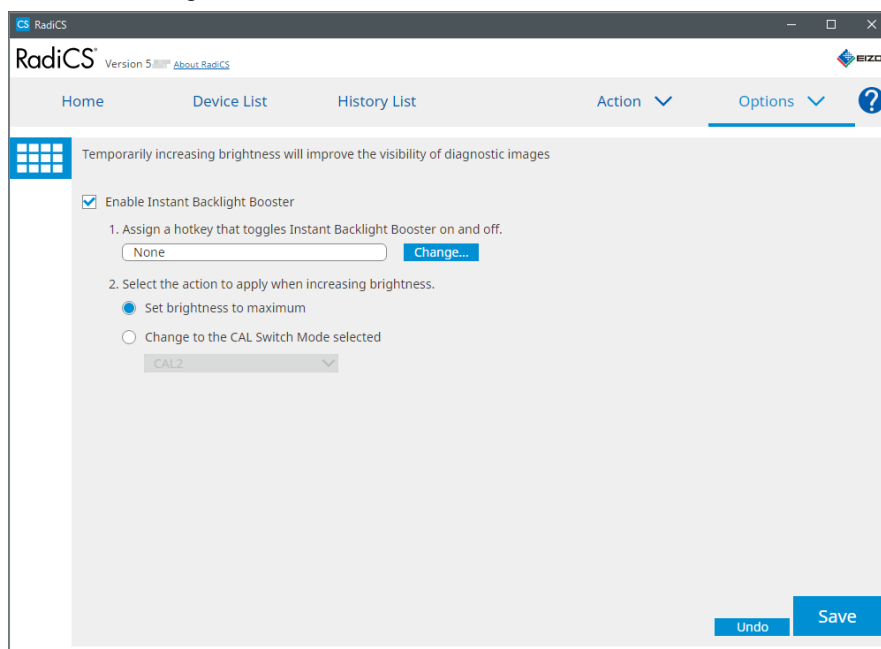 CS RadiCS
RadiCS Version 5. About RadiCS
EIZO
Home Device List History List Action Options ?
Temporarily increasing brightness will improve the visibility of diagnostic images
Enable Instant Backlight Booster
1. Assign a hotkey that toggles Instant Backlight Booster on and off.
None Change...
2. Select the action to apply when increasing brightness.
Set brightness to maximum
Change to the CAL Switch Mode selected
CAL2
Undo Save